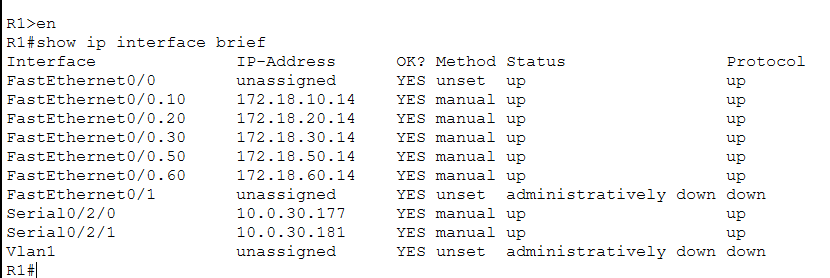 R1>en
R1#show ip interface brief
Interface IP-Address OK? Method Status Protocol
FastEthernet0/0 unassigned YES unset up up
FastEthernet0/0.10 172.18.10.14 YES manual up up
FastEthernet0/0.20 172.18.20.14 YES manual up up
FastEthernet0/0.30 172.18.30.14 YES manual up up
FastEthernet0/0.50 172.18.50.14 YES manual up up
FastEthernet0/0.60 172.18.60.14 YES manual up up
FastEthernet0/1 unassigned YES unset administratively down down
Serial0/2/0 10.0.30.177 YES manual up up
Serial0/2/1 10.0.30.181 YES manual up up
Vlan1 unassigned YES unset administratively down down
R1#